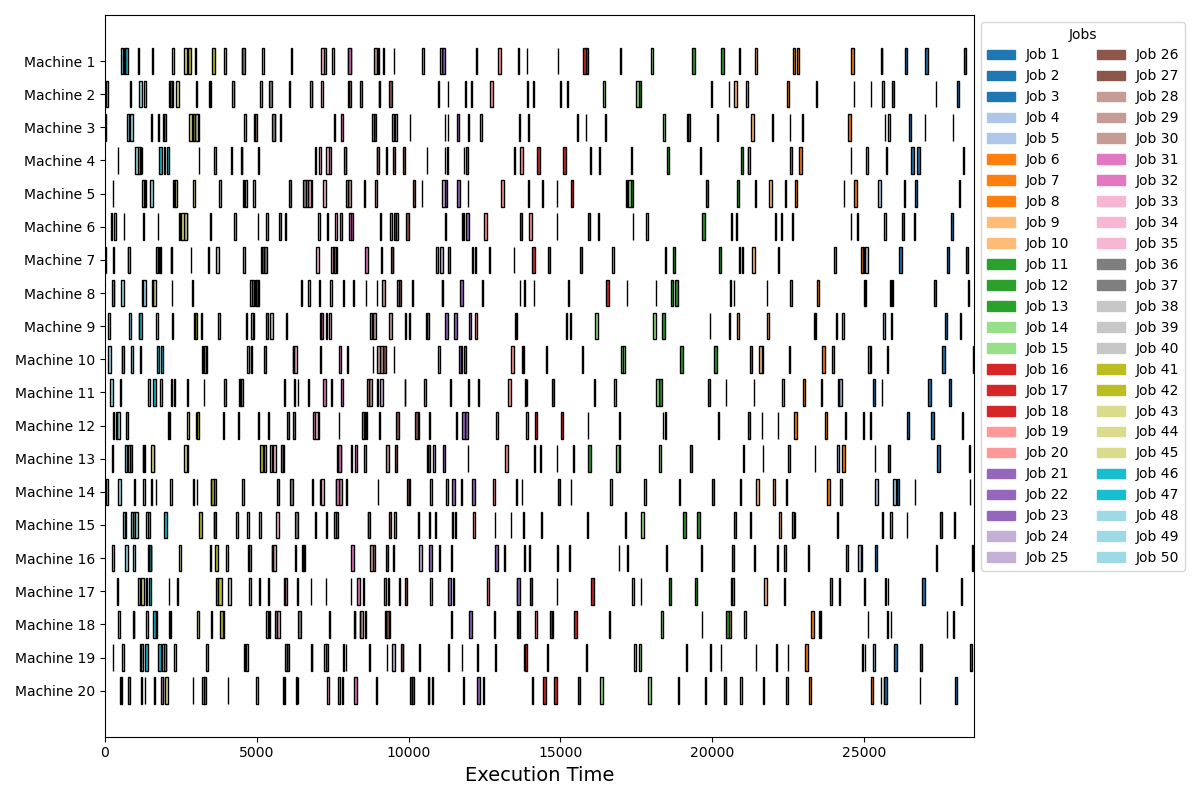 Machine 1
Machine 2
Machine 3
Machine 4
Machine 5
Machine 6
Machine 7
Machine 8
Machine 9
Machine 10
Machine 11
Machine 12
Machine 13
Machine 14
Machine 15
Machine 16
Machine 17
Machine 18
Machine 19
Machine 20
0 5000 10000 15000 20000 25000
Execution Time
Jobs
Job 1
Job 2
Job 3
Job 4
Job 5
Job 6
Job 7
Job 8
Job 9
Job 10
Job 11
Job 12
Job 13
Job 14
Job 15
Job 16
Job 17
Job 18
Job 19
Job 20
Job 21
Job 22
Job 23
Job 24
Job 25
Job 26
Job 27
Job 28
Job 29
Job 30
Job 31
Job 32
Job 33
Job 34
Job 35
Job 36
Job 37
Job 38
Job 39
Job 40
Job 41
Job 42
Job 43
Job 44
Job 45
Job 46
Job 47
Job 48
Job 49
Job 50